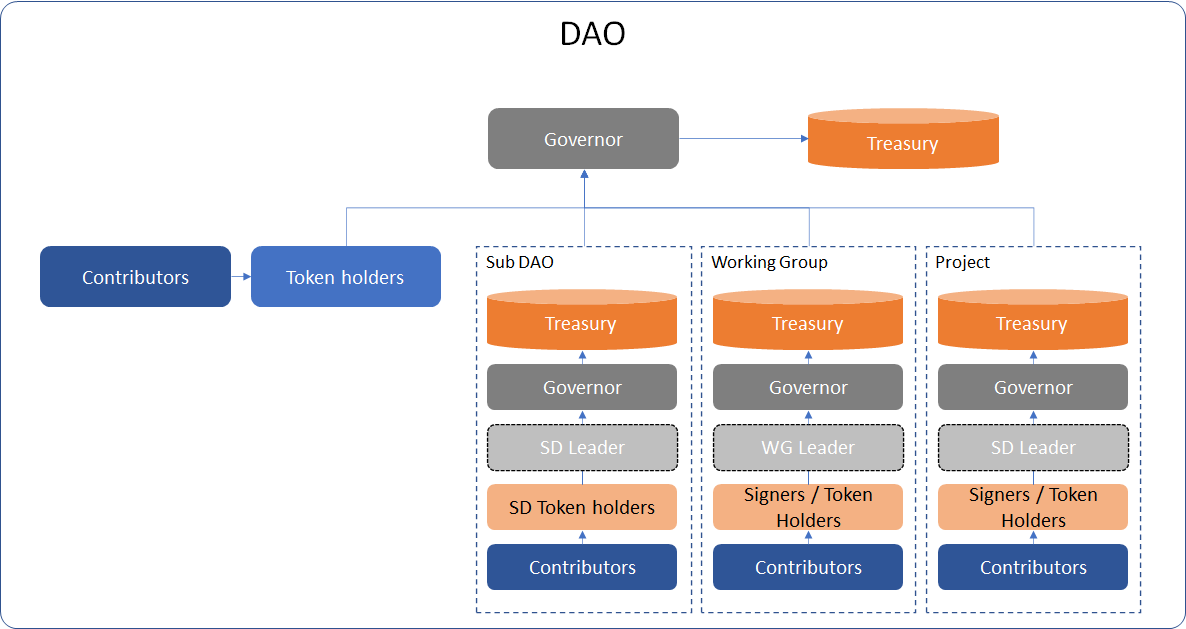 DAO
Governor
Treasury
Contributors
Token holders
Sub DAO
Treasury
Governor
SD Leader
SD Token holders
Contributors
Working Group
Treasury
Governor
WG Leader
Signers / Token
Holders
Contributors
Project
Treasury
Governor
SD Leader
Signers / Token
Holders
Contributors